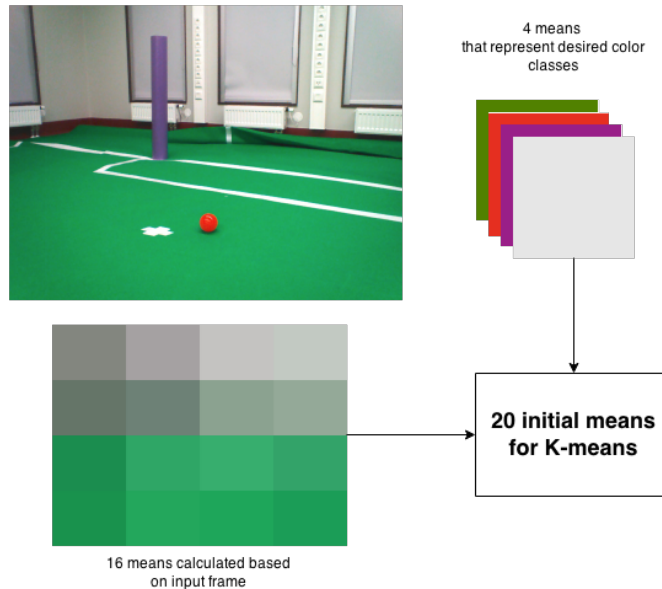 4 means
that represent desired color
classes
20 initial means
for K-means
16 means calculated based
on input frame